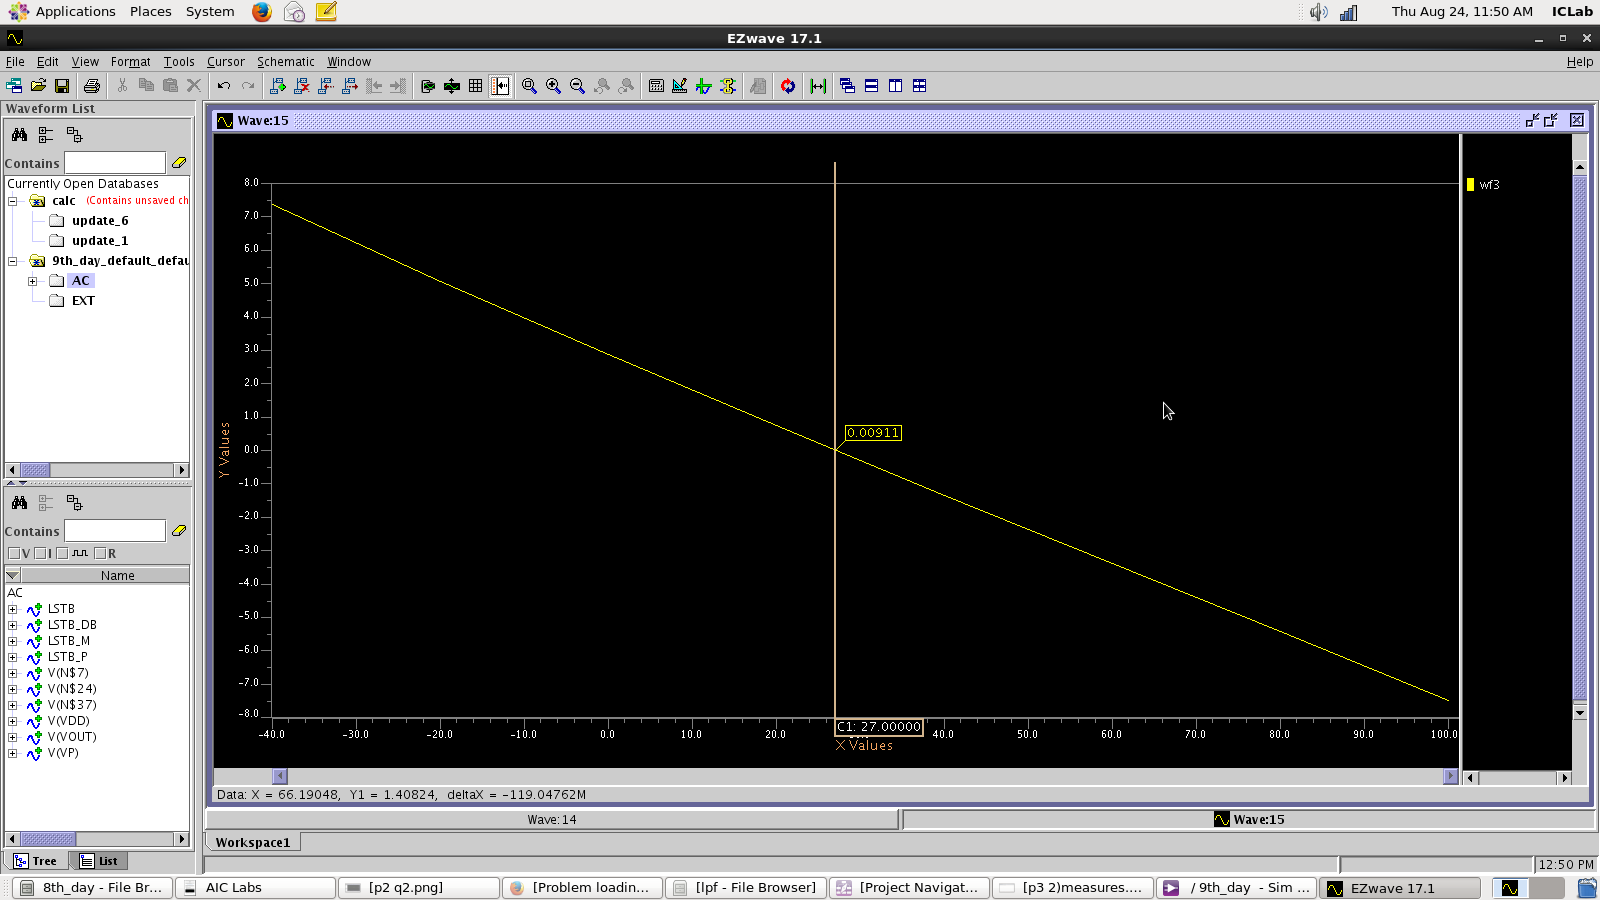 Applications Places System Thu Aug 24, 11:50 AM ICLab
EZwave 17.1
File Edit View Format Tools Cursor Schematic Window Help
Waveform List
Contains
Currently Open Databases
calc (Contains unsaved ch
update_6
update_1
9th_day_default_defau
AC
EXT
Contains
V I R
Name
AC
LSTB
LSTB_DB
LSTB_M
LSTB_P
V(N$7)
V(N$24)
V(N$37)
V(VDD)
V(VOUT)
V(VP)
Tree List
Wave:15
wf3
8.0
7.0
6.0
5.0
4.0
3.0
2.0
1.0
0.0
-1.0
-2.0
-3.0
-4.0
-5.0
-6.0
-7.0
-8.0
Y Values
0.00911
C1: 27.00000
-40.0 -30.0 -20.0 -10.0 0.0 10.0 20.0 40.0 50.0 60.0 70.0 80.0 90.0 100.0
X Values
Data: X = 66.19048, Y1 = 1.40824, deltaX = -119.04762M
Wave:14 Wave:15
Workspace1
12:50 PM
8th_day - File Br... AIC Labs [p2 q2.png] [Problem loadin... [lpf - File Browser] [Project Navigat... [p3 2)measures.... / 9th_day - Sim ... EZwave 17.1